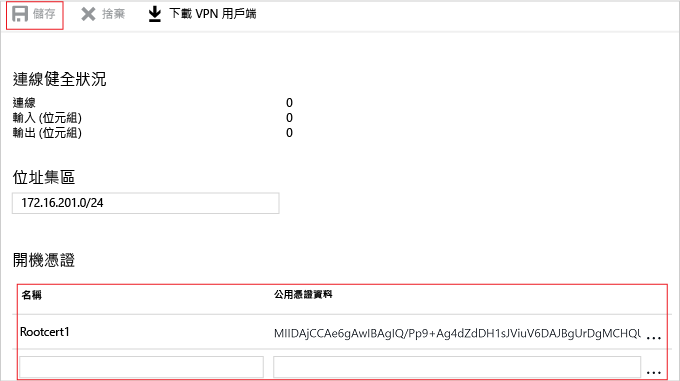 儲存 捨棄 下載 VPN 用戶端
連線健全狀況
連線 0
輸入 (位元組) 0
輸出 (位元組) 0
位址集區
172.16.201.0/24
開機憑證
名稱 公用憑證資料
Rootcert1 MIIDAjCCAe6gAwIBAgIQ/Pp9+Ag4dZdDH1sJViuV6DAJBgUrDgMCHQU ...
...